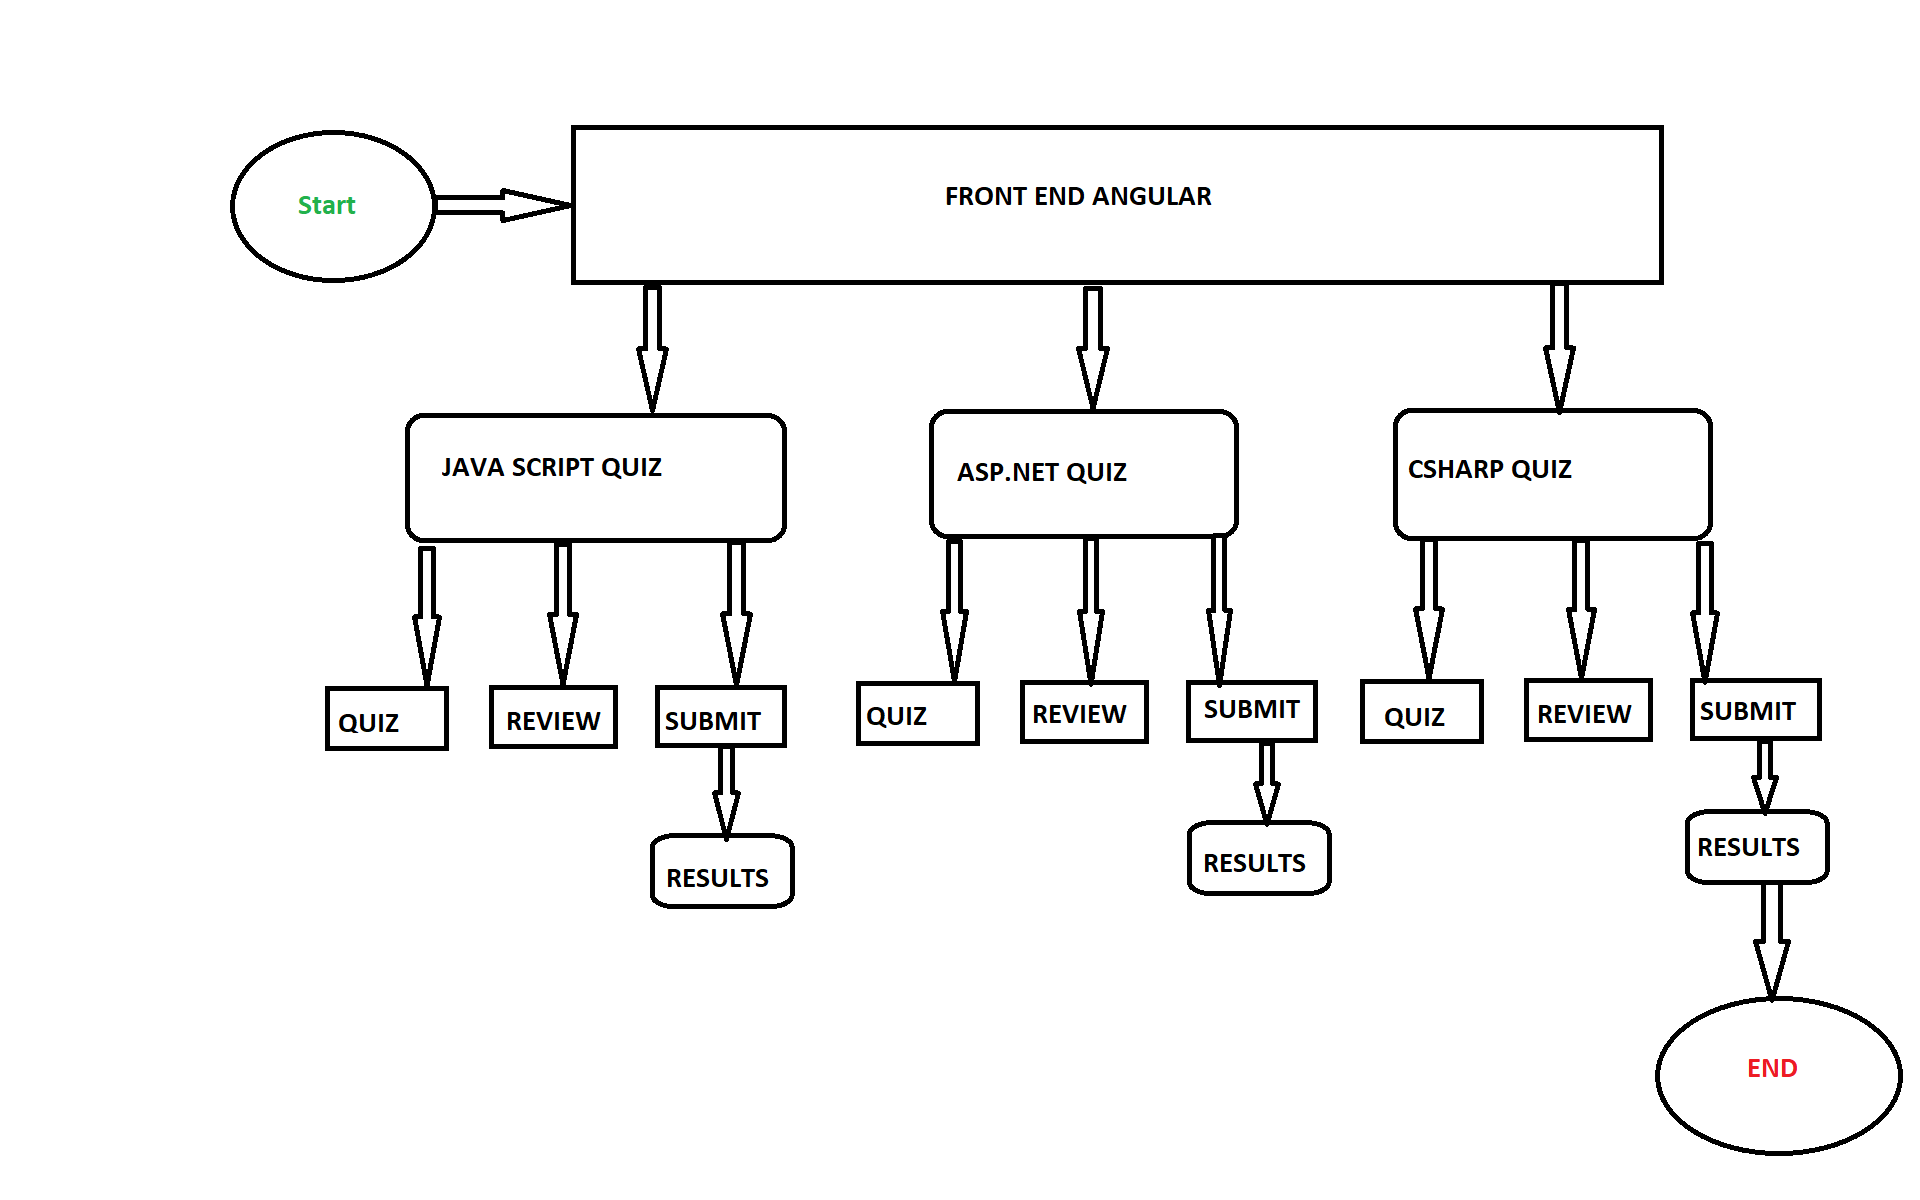 Start
FRONT END ANGULAR
JAVA SCRIPT QUIZ
ASP.NET QUIZ
CSHARP QUIZ
QUIZ
REVIEW
SUBMIT
QUIZ
REVIEW
SUBMIT
QUIZ
REVIEW
SUBMIT
RESULTS
RESULTS
RESULTS
END